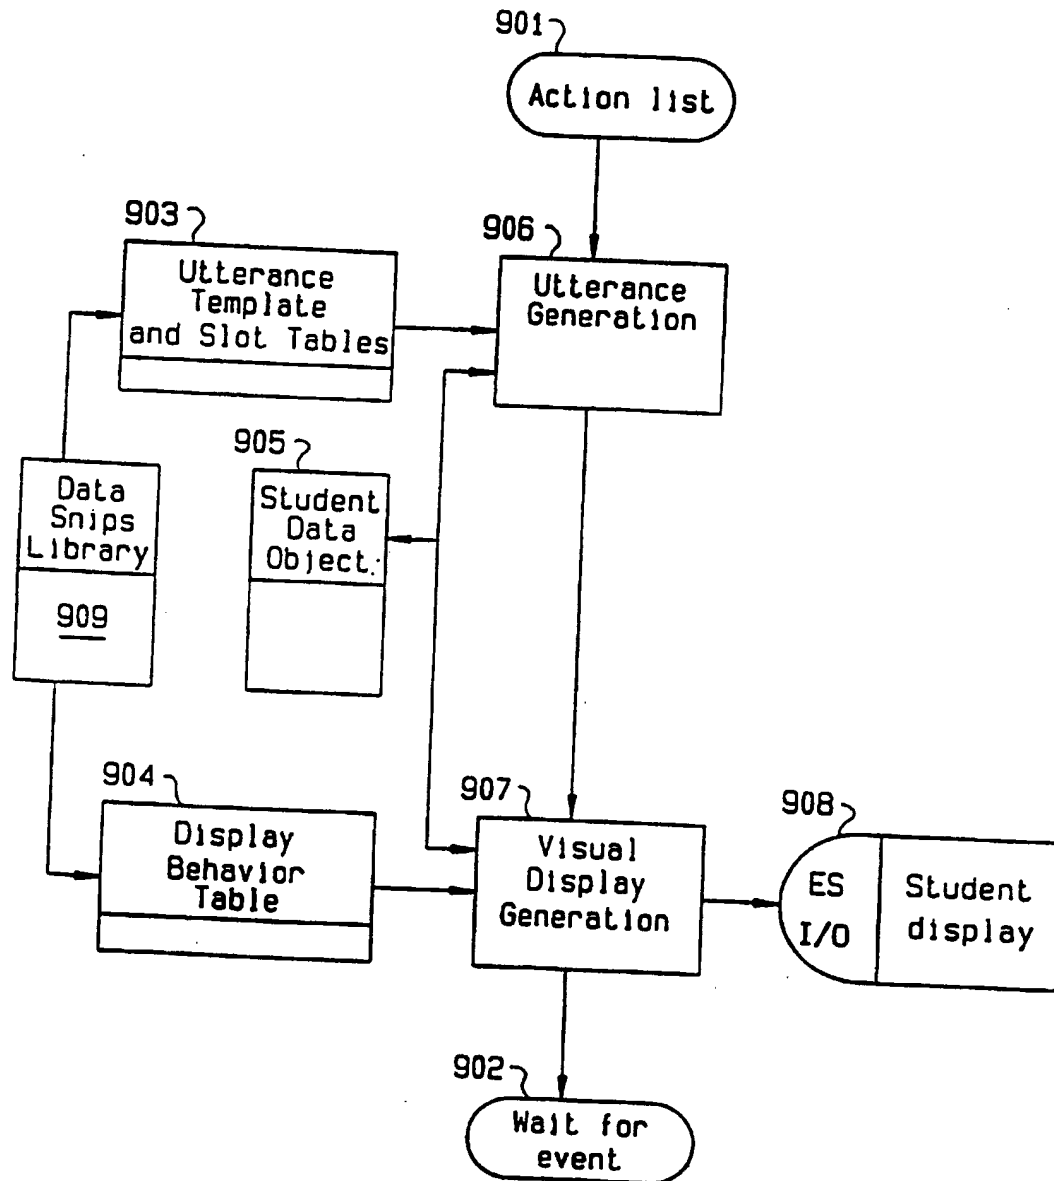 901
Action list
903
Utterance
Template
and Slot Tables
906
Utterance
Generation
905
Student
Data
Object.
Data
Snips
Library
909
904
Display
Behavior
Table
907
Visual
Display
Generation
908
ES
I/O
Student
display
902
Wait for
event